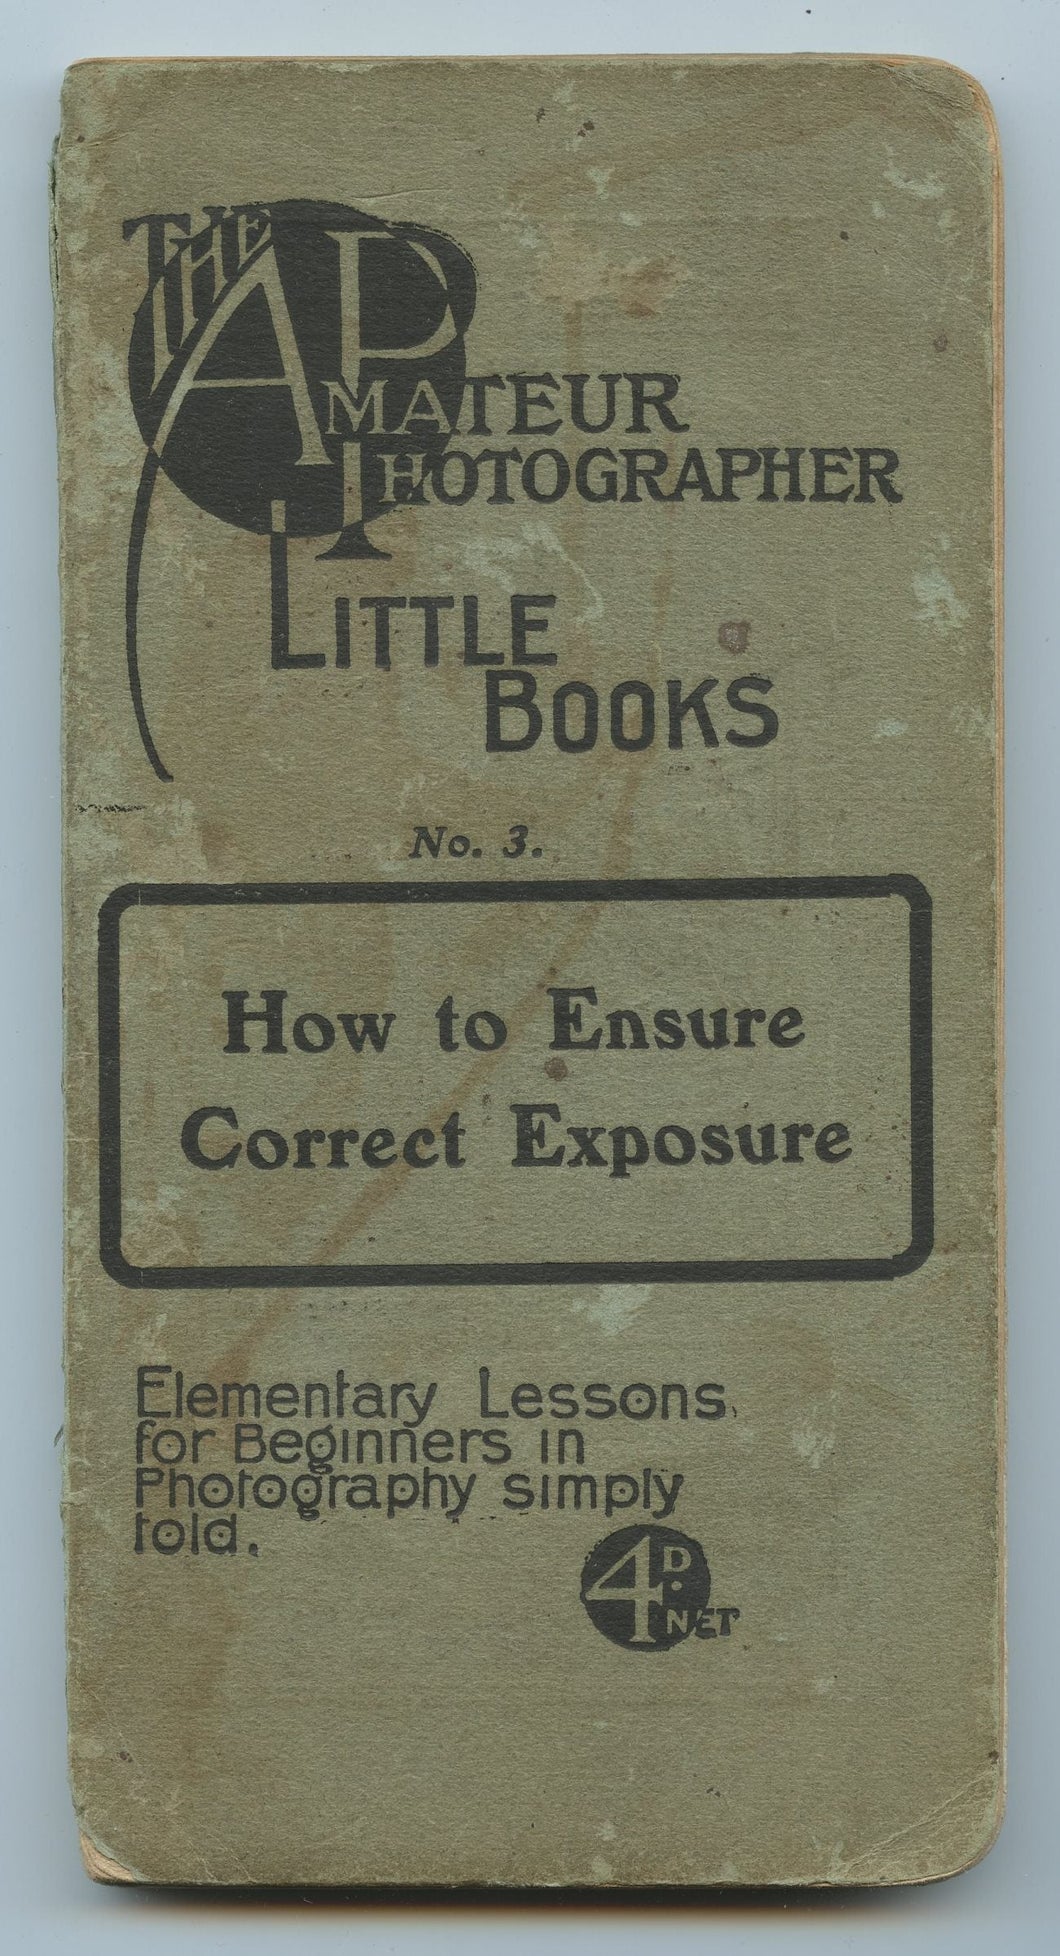 THE
AMATEUR
PHOTOGRAPHER
LITTLE
BOOKS
No. 3.
How to Ensure
Correct Exposure
Elementary Lessons
for Beginners in
Photography simply
told.
4D. NET